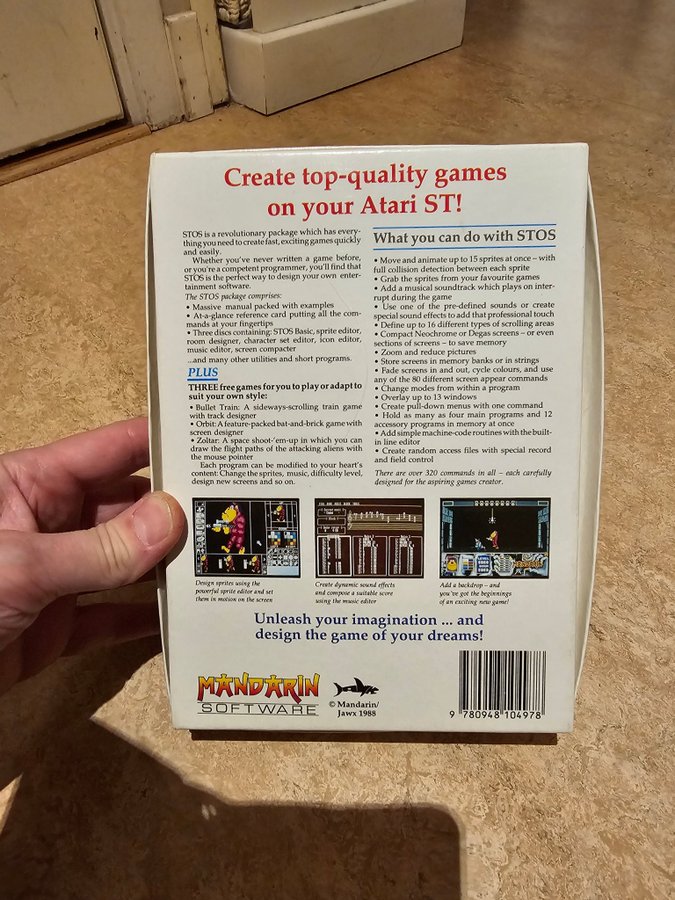 Create top-quality games
on your Atari ST!
STOS is a revolutionary package which has every-
thing you need to create fast, exciting games quickly
and easily.
Whether you've never written a game before,
or you're a competent programmer, you'll find that
STOS is the perfect way to design your own enter-
tainment software.
The STOS package comprises:
• Massive manual packed with examples
• At-a-glance reference card putting all the com-
mands at your fingertips
• Three discs containing: STOS Basic, sprite editor,
room designer, character set editor, icon editor,
music editor, screen compacter
...and many other utilities and short programs.
PLUS
THREE free games for you to play or adapt to
suit your own style:
• Bullet Train: A sideways-scrolling train game
with track designer
• Orbit: A feature-packed bat-and-brick game with
screen designer
• Zoltar: A space shoot-'em-up in which you can
draw the flight paths of the attacking aliens with
the mouse pointer
Each program can be modified to your heart's
content: Change the sprites, music, difficulty level,
design new screens and so on.
What you can do with STOS
• Move and animate up to 15 sprites at once – with
full collision detection between each sprite
• Grab the sprites from your favourite games
• Add a musical soundtrack which plays on inter-
rupt during the game
• Use one of the pre-defined sounds or create
special sound effects to add that professional touch
• Define up to 16 different types of scrolling areas
• Compact Neochrome or Degas screens – or even
sections of screens – to save memory
• Zoom and reduce pictures
• Store screens in memory banks or in strings
• Fade screens in and out, cycle colours, and use
any of the 80 different screen appear commands
• Change modes from within a program
• Overlay up to 13 windows
• Create pull-down menus with one command
• Hold as many as four main programs and 12
accessory programs in memory at once
• Add simple machine-code routines with the built-
in line editor
• Create random access files with special record
and field control
There are over 320 commands in all – each carefully
designed for the aspiring games creator.
Design sprites using the
powerful sprite editor and set
them in motion on the screen
Create dynamic sound effects
and compose a suitable score
using the music editor
Add a backdrop – and
you've got the beginnings
of an exciting new game!
Unleash your imagination ... and
design the game of your dreams!
MANDARIN
SOFTWARE
© Mandarin/
Jawx 1988
9 780948 104978